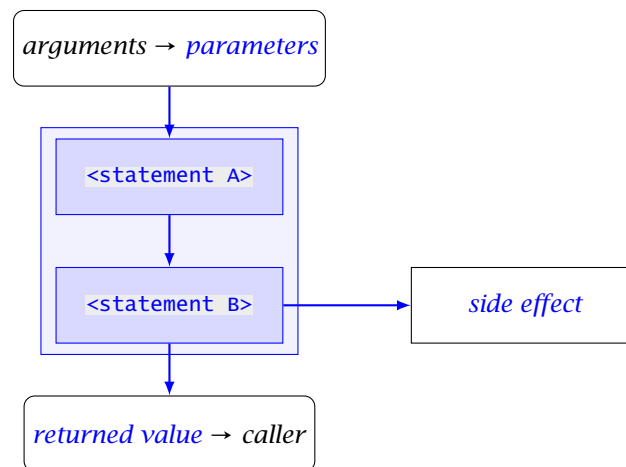 arguments → parameters
<statement A>
<statement B>
side effect
returned value → caller